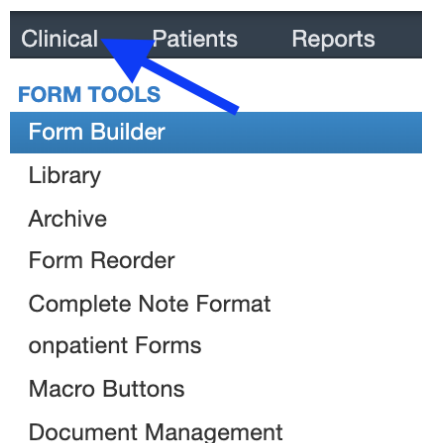 Clinical Patients Reports
FORM TOOLS
Form Builder
Library
Archive
Form Reorder
Complete Note Format
onpatient Forms
Macro Buttons
Document Management